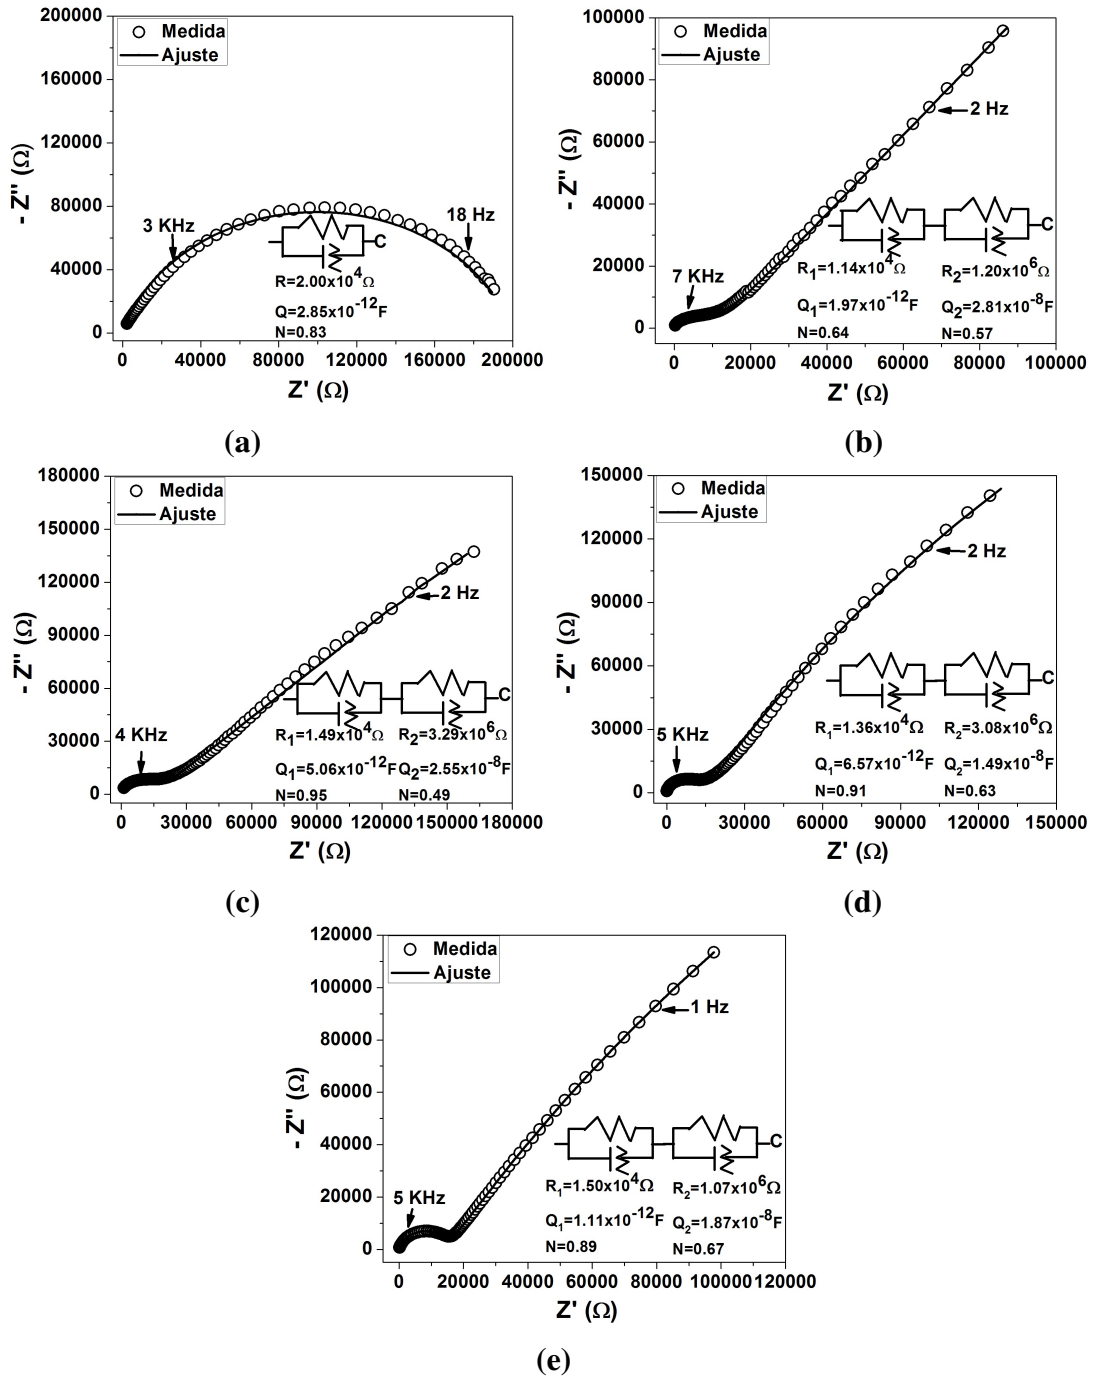 200000
160000
120000
80000
40000
0
- Z" (Ω)
Medida
Ajuste
3 KHz
18 Hz
C
R=2.00x10^4Ω
Q=2.85x10^-12F
N=0.83
0 40000 80000 120000 160000 200000
Z' (Ω)
(a)
100000
80000
60000
40000
20000
0
- Z" (Ω)
Medida
Ajuste
2 Hz
7 KHz
C
R1=1.14x10^4Ω R2=1.20x10^6Ω
Q1=1.97x10^-12F Q2=2.81x10^-8F
N=0.64 N=0.57
0 20000 40000 60000 80000 100000
Z' (Ω)
(b)
180000
150000
120000
90000
60000
30000
0
- Z" (Ω)
Medida
Ajuste
2 Hz
4 KHz
C
R1=1.49x10^4Ω R2=3.29x10^6Ω
Q1=5.06x10^-12F Q2=2.55x10^-8F
N=0.95 N=0.49
0 30000 60000 90000 120000 150000 180000
Z' (Ω)
(c)
150000
120000
90000
60000
30000
0
- Z" (Ω)
Medida
Ajuste
2 Hz
5 KHz
C
R1=1.36x10^4Ω R2=3.08x10^6Ω
Q1=6.57x10^-12F Q2=1.49x10^-8F
N=0.91 N=0.63
0 30000 60000 90000 120000 150000
Z' (Ω)
(d)
120000
100000
80000
60000
40000
20000
0
- Z" (Ω)
Medida
Ajuste
1 Hz
5 KHz
C
R1=1.50x10^4Ω R2=1.07x10^6Ω
Q1=1.11x10^-12F Q2=1.87x10^-8F
N=0.89 N=0.67
0 20000 40000 60000 80000 100000 120000
Z' (Ω)
(e)